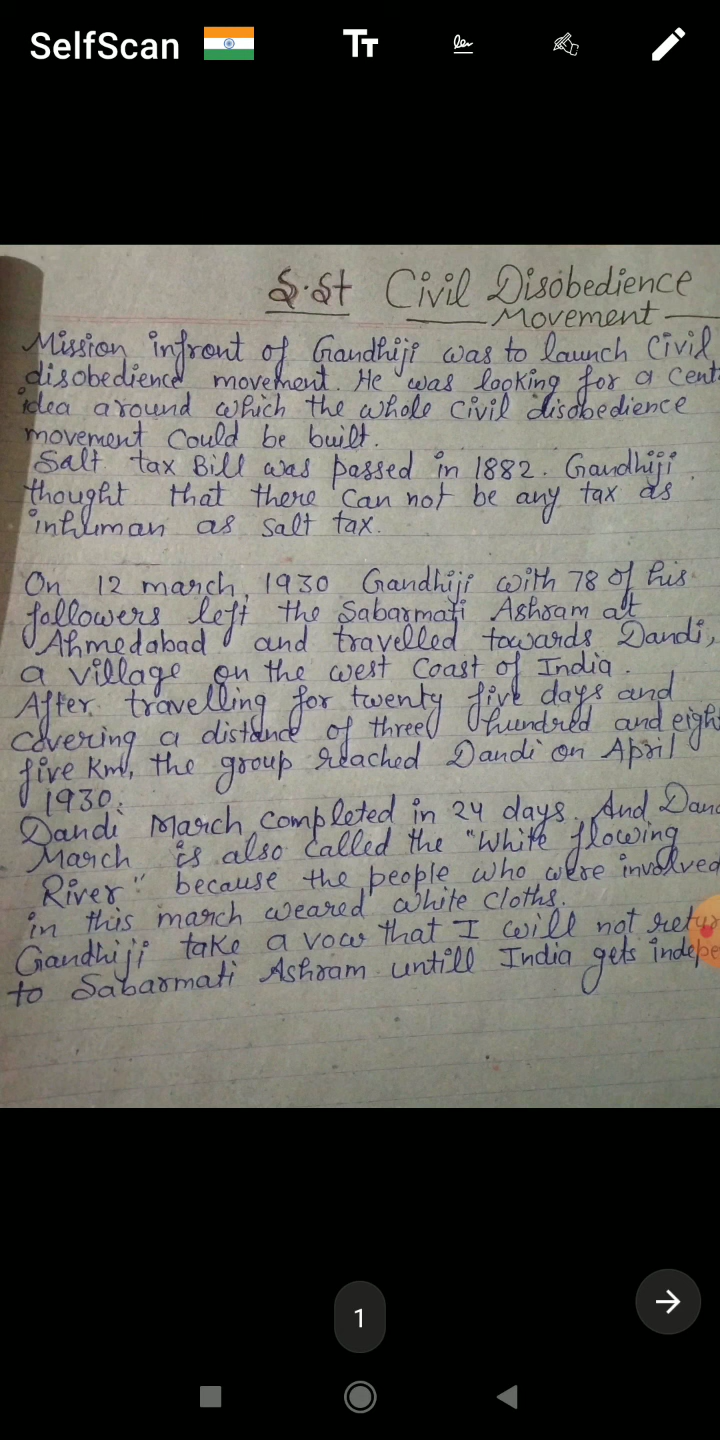 SelfScan
S.St Civil Disobedience
Movement
Mission infront of Gandhiji was to launch Civil
disobedience movement. He was looking for a Cent
idea around which the whole civil disobedience
movement Could be built.
Salt tax Bill was passed in 1882. Gandhiji
thought that there Can not be any tax as
inhuman as salt tax.
On 12 march, 1930 Gandhiji with 78 of his
followers left the Sabarmati Ashram at
Ahmedabad and travelled towards Dandi,
a village on the west Coast of India.
After travelling for twenty five days and
covering a distance of three hundred and eigh
five Km, the group reached Dandi on April
1930.
Dandi March completed in 24 days. And Dand
March is also Called the "White flowing
River" because the people who were involved
in this march weared white cloths.
Gandhiji take a vow that I will not retur
to Sabarmati Ashram untill India gets indepe
1